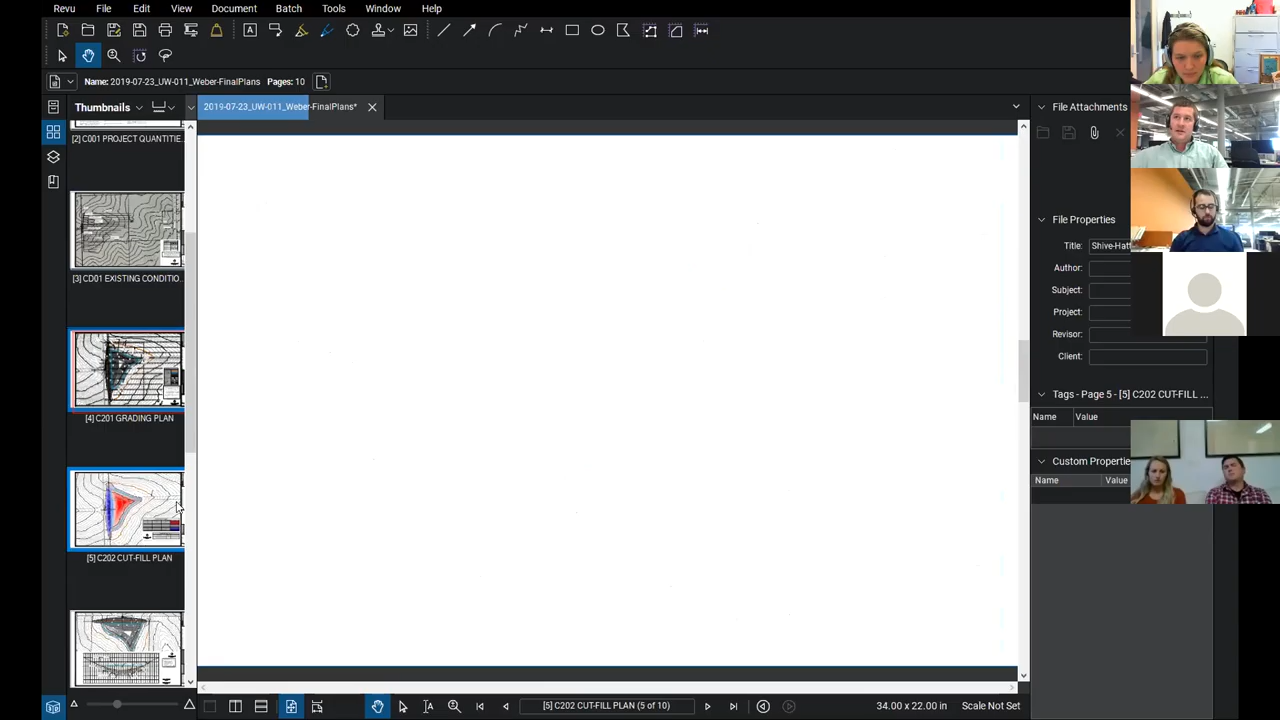 Revu File Edit View Document Batch Tools Window Help
Name: 2019-07-23_UW-011_Weber-FinalPlans Pages: 10
Thumbnails
2019-07-23_UW-011_Weber-FinalPlans*
[2] C001 PROJECT QUANTITIE...
[3] CD01 EXISTING CONDITIO...
[4] C201 GRADING PLAN
[5] C202 CUT-FILL PLAN
File Attachments
File Properties
Title: Shive-Hatt
Author:
Subject:
Project:
Revisor:
Client:
Tags - Page 5 - [5] C202 CUT-FILL ...
Name Value
Custom Propertie
Name Value
[5] C202 CUT-FILL PLAN (5 of 10)
34.00 x 22.00 in Scale Not Set